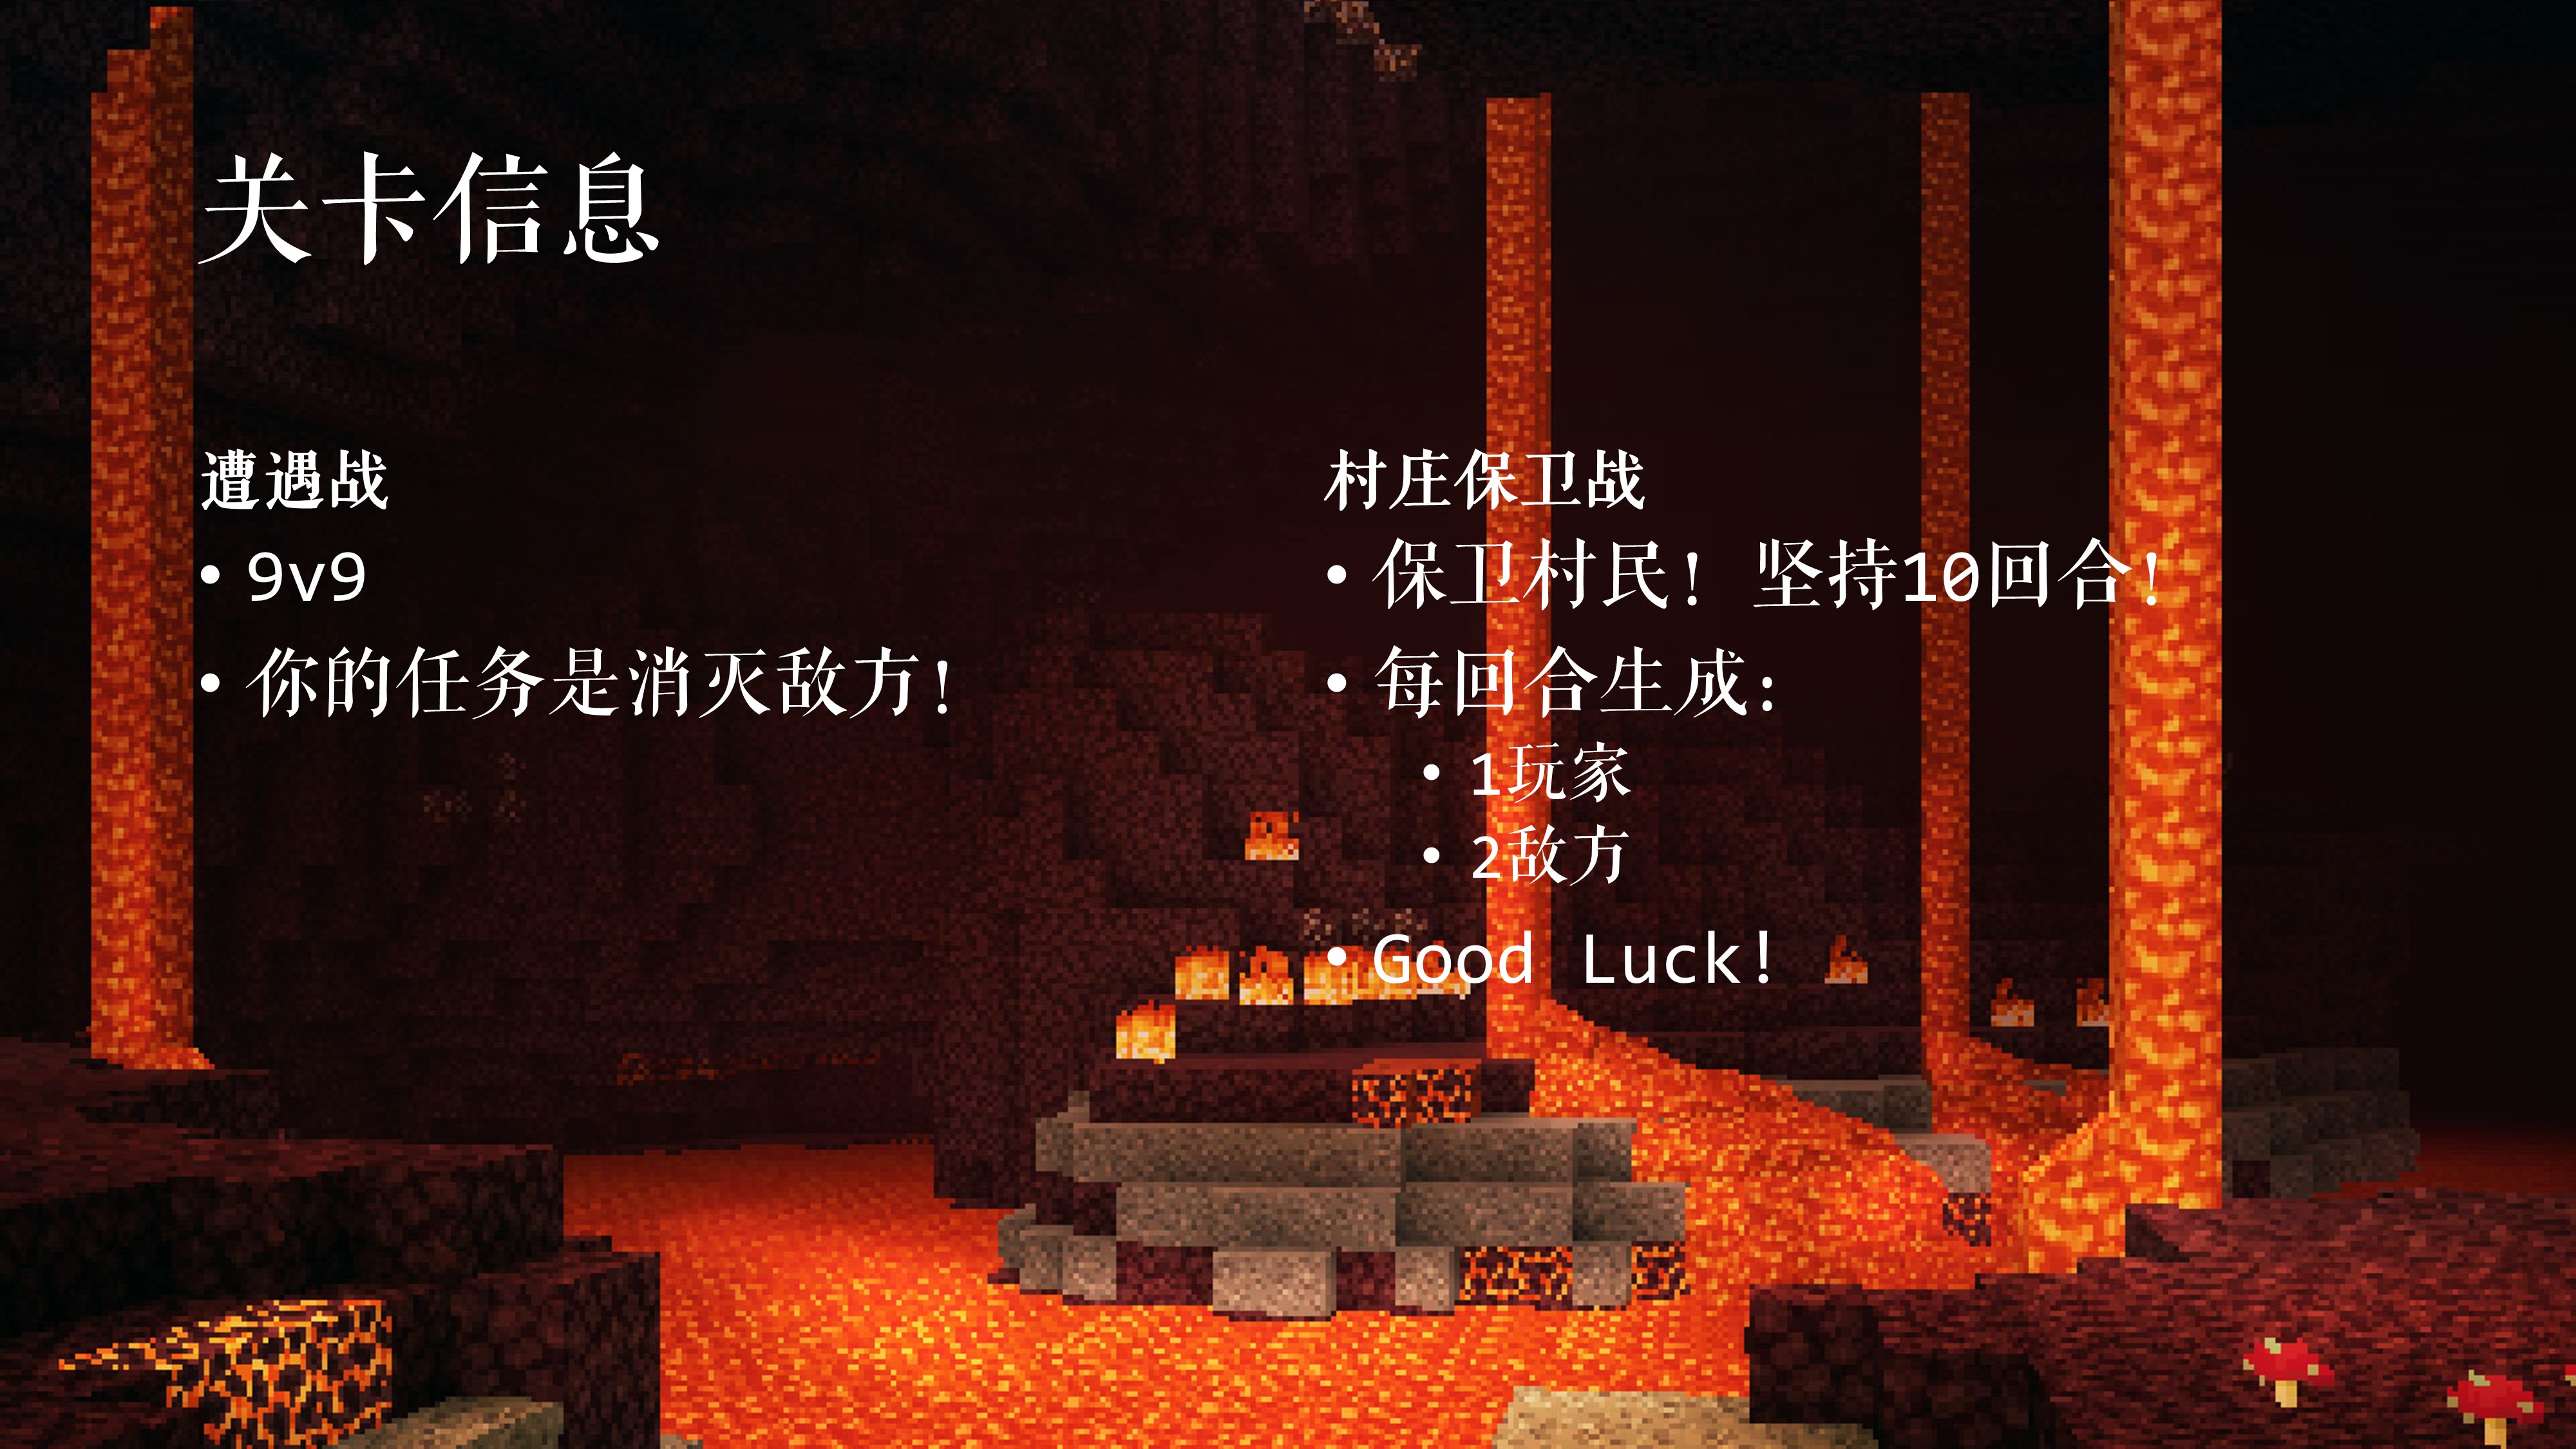 关卡信息
遭遇战
• 9v9
• 你的任务是消灭敌方！
村庄保卫战
• 保卫村民！坚持10回合！
• 每回合生成：
• 1玩家
• 2敌方
• Good Luck!